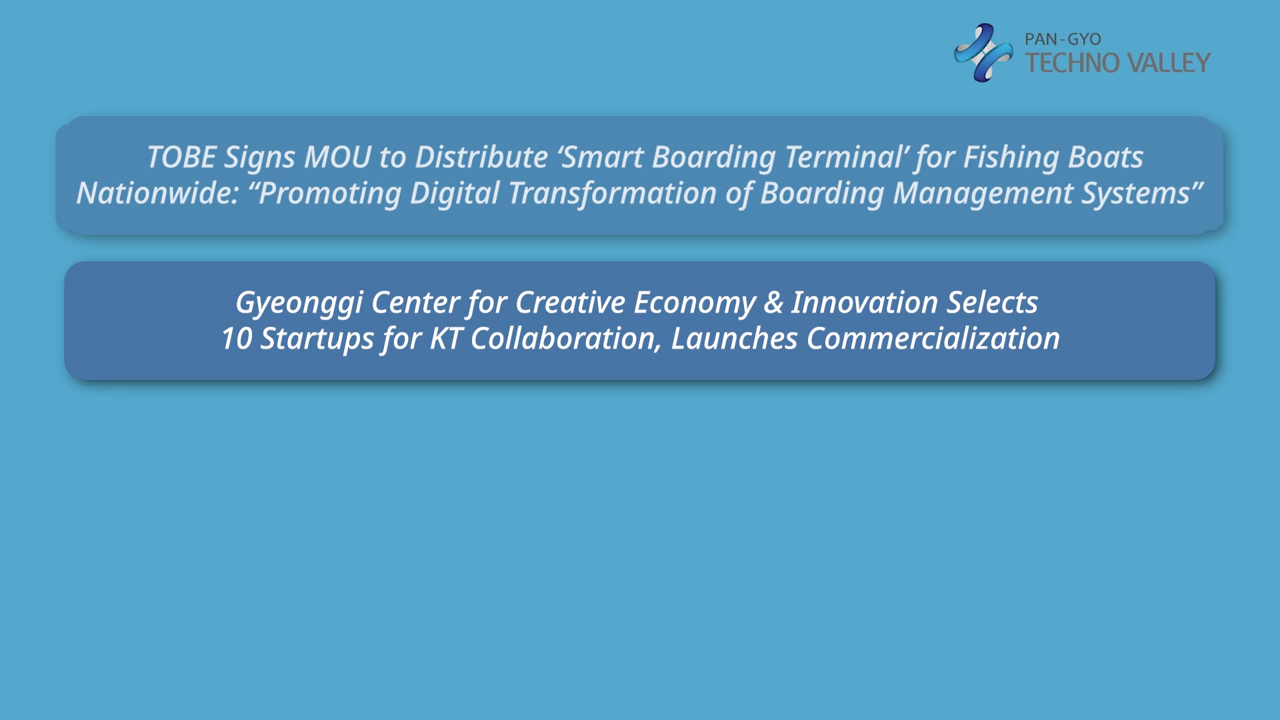 PAN-GYO
TECHNO VALLEY
TOBE Signs MOU to Distribute ‘Smart Boarding Terminal’ for Fishing Boats
Nationwide: “Promoting Digital Transformation of Boarding Management Systems”
Gyeonggi Center for Creative Economy & Innovation Selects
10 Startups for KT Collaboration, Launches Commercialization